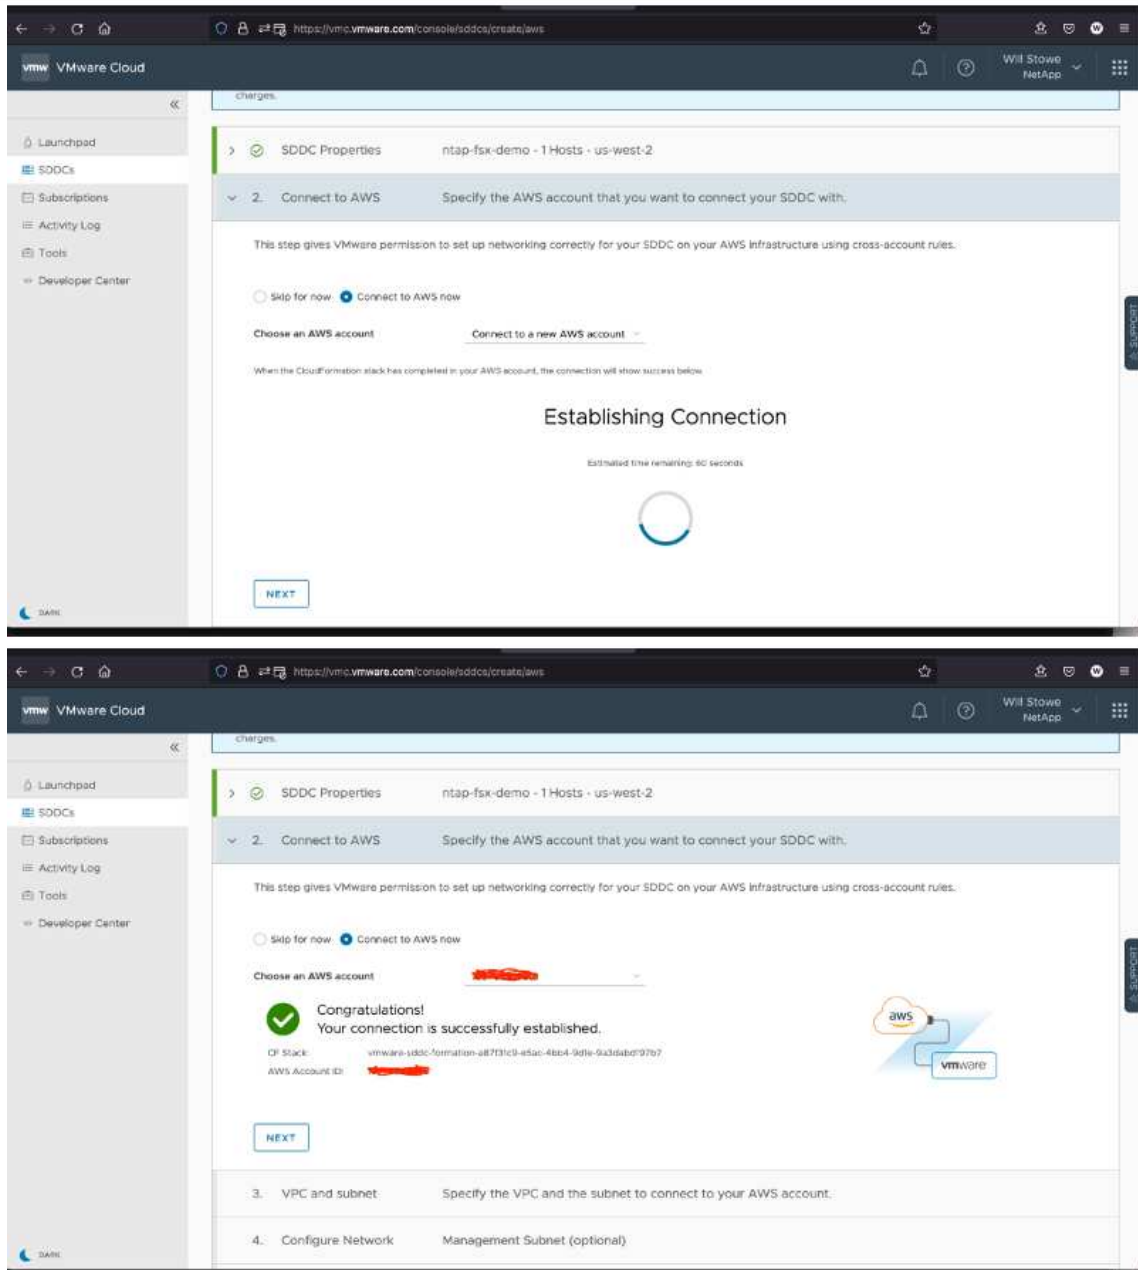 https://vmc.vmware.com/console/sddcs/create/aws
W
vmw VMware Cloud
Will Stowe
NetApp
charges.
Launchpad
SDDCs
Subscriptions
Activity Log
Tools
Developer Center
DARK
SDDC Properties ntap-fsx-demo - 1 Hosts - us-west-2
2. Connect to AWS Specify the AWS account that you want to connect your SDDC with.
This step gives VMware permission to set up networking correctly for your SDDC on your AWS infrastructure using cross-account rules.
Skip for now Connect to AWS now
Choose an AWS account Connect to a new AWS account
When the CloudFormation stack has completed in your AWS account, the connection will show success below.
Establishing Connection
Estimated time remaining: 60 seconds
NEXT
SUPPORT
https://vmc.vmware.com/console/sddcs/create/aws
W
vmw VMware Cloud
Will Stowe
NetApp
charges.
Launchpad
SDDCs
Subscriptions
Activity Log
Tools
Developer Center
DARK
SDDC Properties ntap-fsx-demo - 1 Hosts - us-west-2
2. Connect to AWS Specify the AWS account that you want to connect your SDDC with.
This step gives VMware permission to set up networking correctly for your SDDC on your AWS infrastructure using cross-account rules.
Skip for now Connect to AWS now
Choose an AWS account
Congratulations!
Your connection is successfully established.
CF Stack:
AWS Account ID:
aws
vmware
NEXT
3. VPC and subnet Specify the VPC and the subnet to connect to your AWS account.
4. Configure Network Management Subnet (optional)
SUPPORT